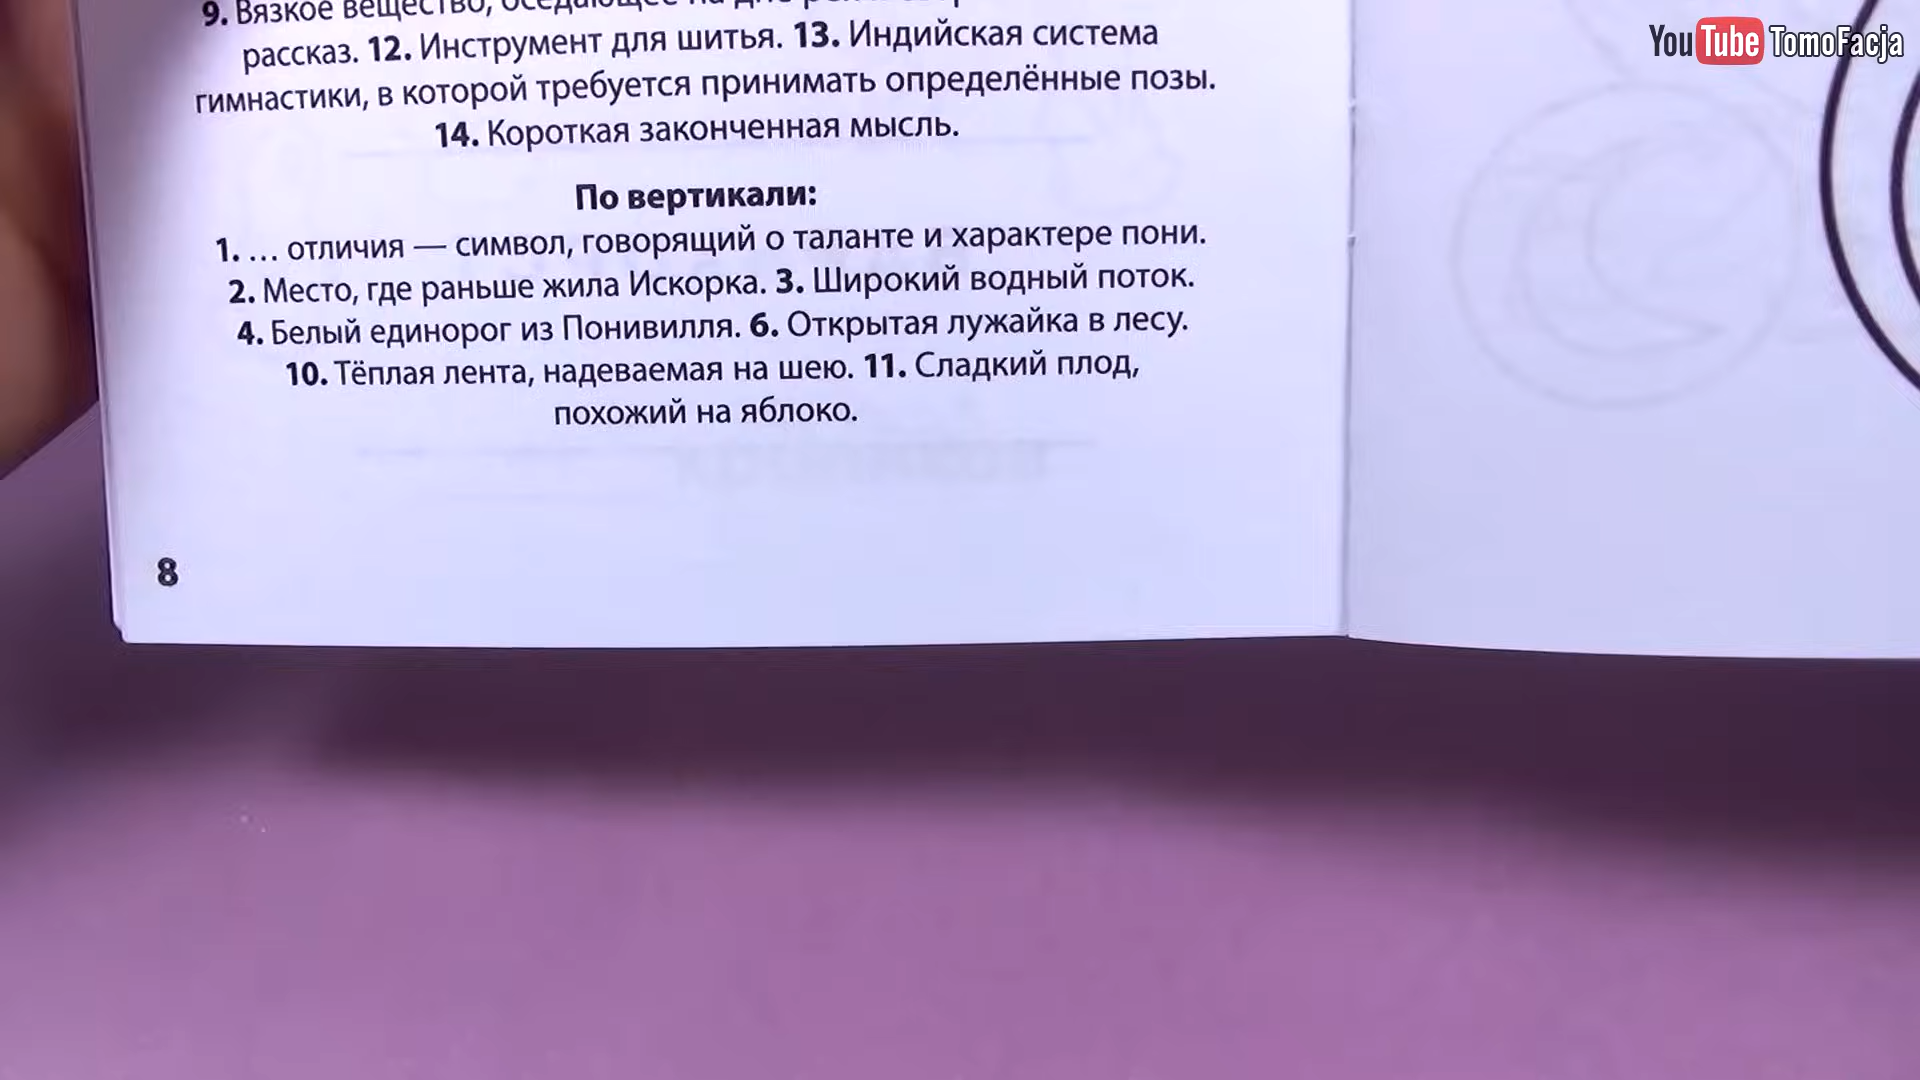 9. Вязкое вещество,
рассказ. 12. Инструмент для шитья. 13. Индийская система
гимнастики, в которой требуется принимать определённые позы.
14. Короткая законченная мысль.
По вертикали:
1. ... отличия — символ, говорящий о таланте и характере пони.
2. Место, где раньше жила Искорка. 3. Широкий водный поток.
4. Белый единорог из Понивилля. 6. Открытая лужайка в лесу.
10. Тёплая лента, надеваемая на шею. 11. Сладкий плод,
похожий на яблоко.
8
YouTube TomoFacja